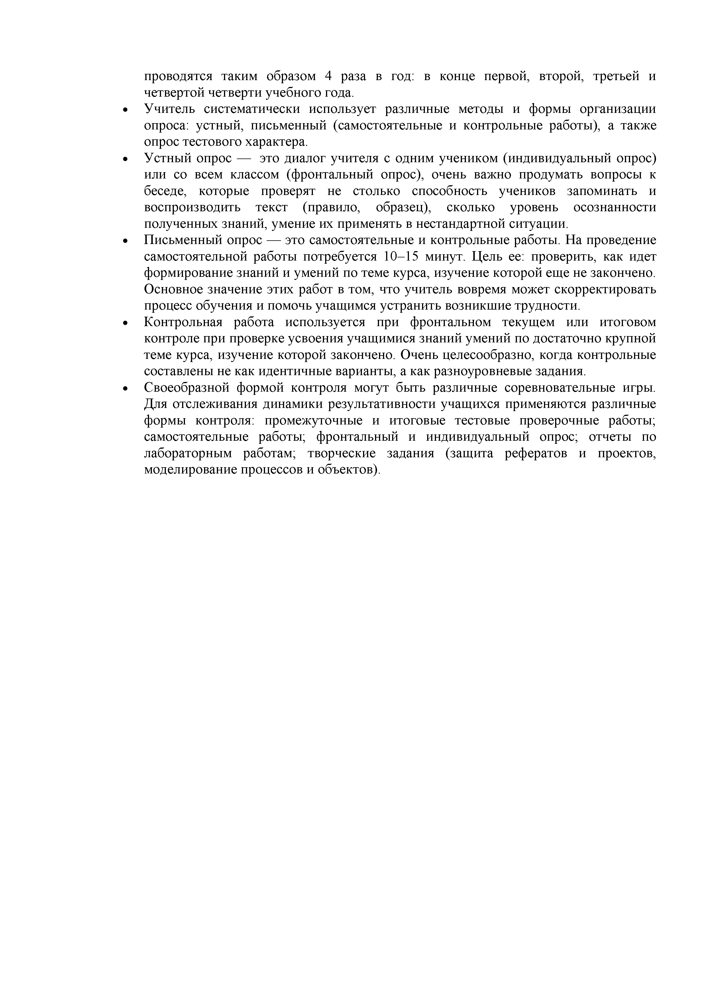 проводятся таким образом 4 раза в год: в конце первой, второй, третьей и
четвертой четверти учебного года.
• Учитель систематически использует различные методы и формы организации
опроса: устный, письменный (самостоятельные и контрольные работы), а также
опрос тестового характера.
• Устный опрос — это диалог учителя с одним учеником (индивидуальный опрос)
или со всем классом (фронтальный опрос), очень важно продумать вопросы к
беседе, которые проверят не столько способность учеников запоминать и
воспроизводить текст (правило, образец), сколько уровень осознанности
полученных знаний, умение их применять в нестандартной ситуации.
• Письменный опрос — это самостоятельные и контрольные работы. На проведение
самостоятельной работы потребуется 10–15 минут. Цель ее: проверить, как идет
формирование знаний и умений по теме курса, изучение которой еще не закончено.
Основное значение этих работ в том, что учитель вовремя может скорректировать
процесс обучения и помочь учащимся устранить возникшие трудности.
• Контрольная работа используется при фронтальном текущем или итоговом
контроле при проверке усвоения учащимися знаний умений по достаточно крупной
теме курса, изучение которой закончено. Очень целесообразно, когда контрольные
составлены не как идентичные варианты, а как разноуровневые задания.
• Своеобразной формой контроля могут быть различные соревновательные игры.
Для отслеживания динамики результативности учащихся применяются различные
формы контроля: промежуточные и итоговые тестовые проверочные работы;
самостоятельные работы; фронтальный и индивидуальный опрос; отчеты по
лабораторным работам; творческие задания (защита рефератов и проектов,
моделирование процессов и объектов).